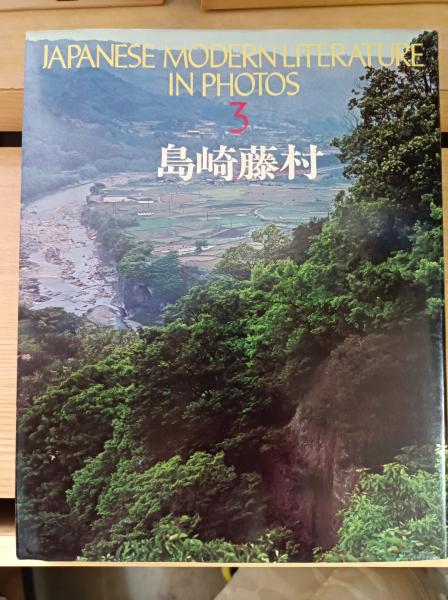 JAPANESE MODERN LITERATURE
IN PHOTOS
3
島崎藤村